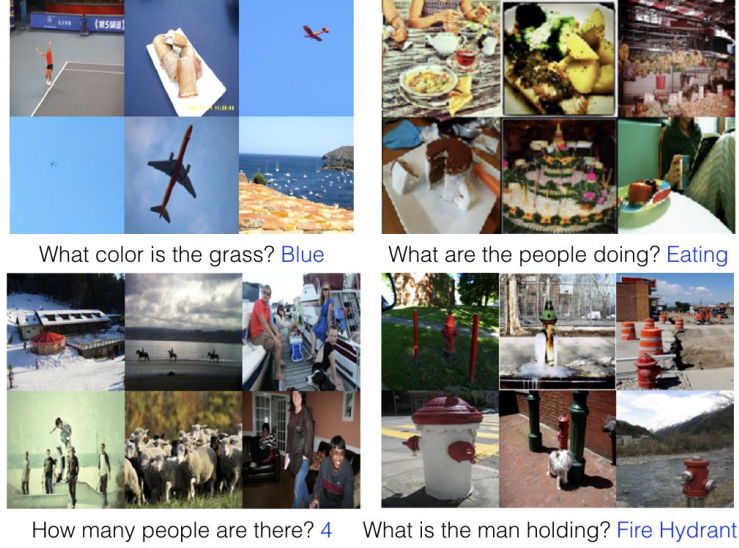 What color is the grass? Blue
What are the people doing? Eating
How many people are there? 4
What is the man holding? Fire Hydrant